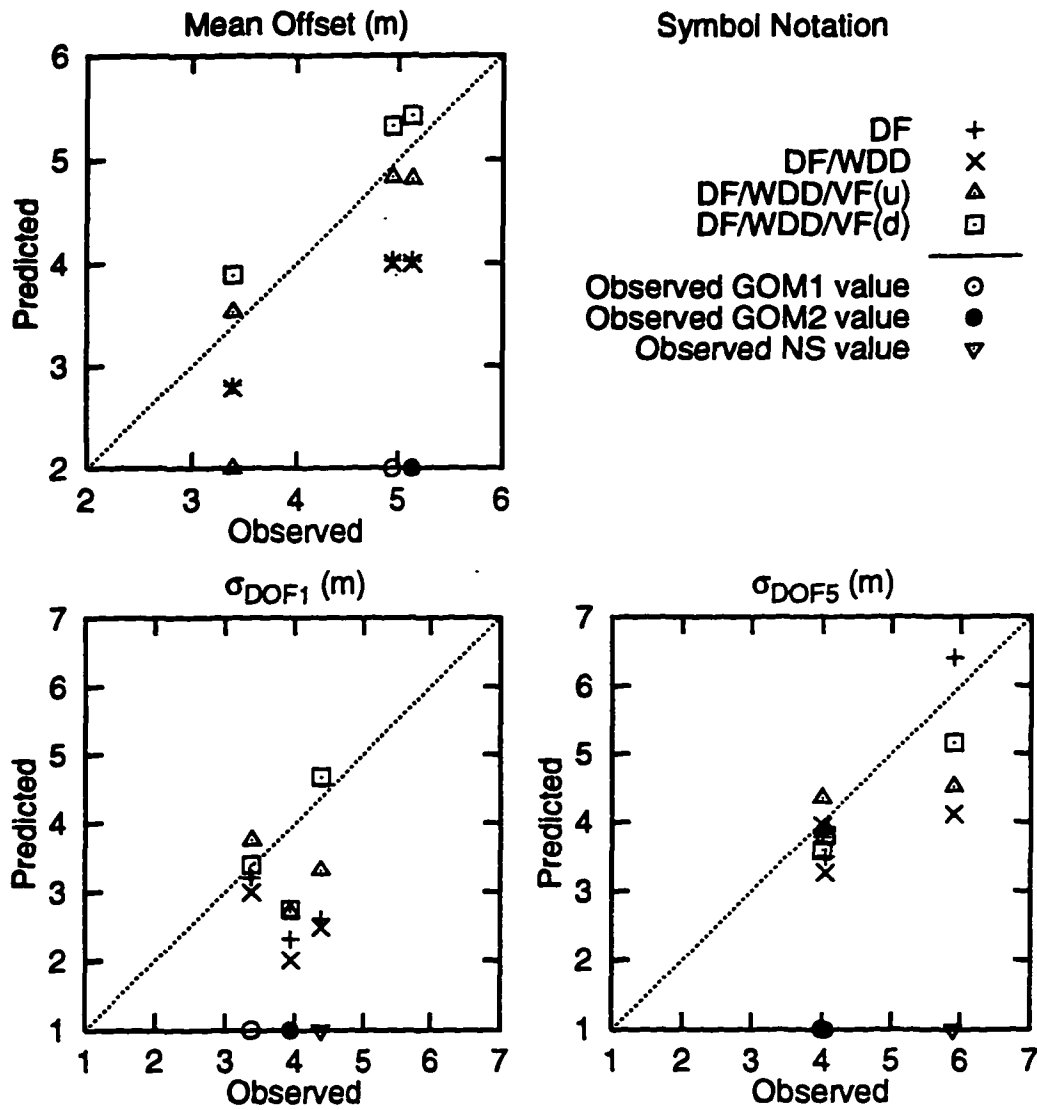 Mean Offset (m)
6
5
4
3
2
Predicted
2 3 4 5 6
Observed
Symbol Notation
DF +
DF/WDD ×
DF/WDD/VF(u) △
DF/WDD/VF(d) □
Observed GOM1 value ○
Observed GOM2 value ●
Observed NS value ▽
σDOF1 (m)
7
6
5
4
3
2
1
Predicted
1 2 3 4 5 6 7
Observed
σDOF5 (m)
7
6
5
4
3
2
1
Predicted
1 2 3 4 5 6 7
Observed